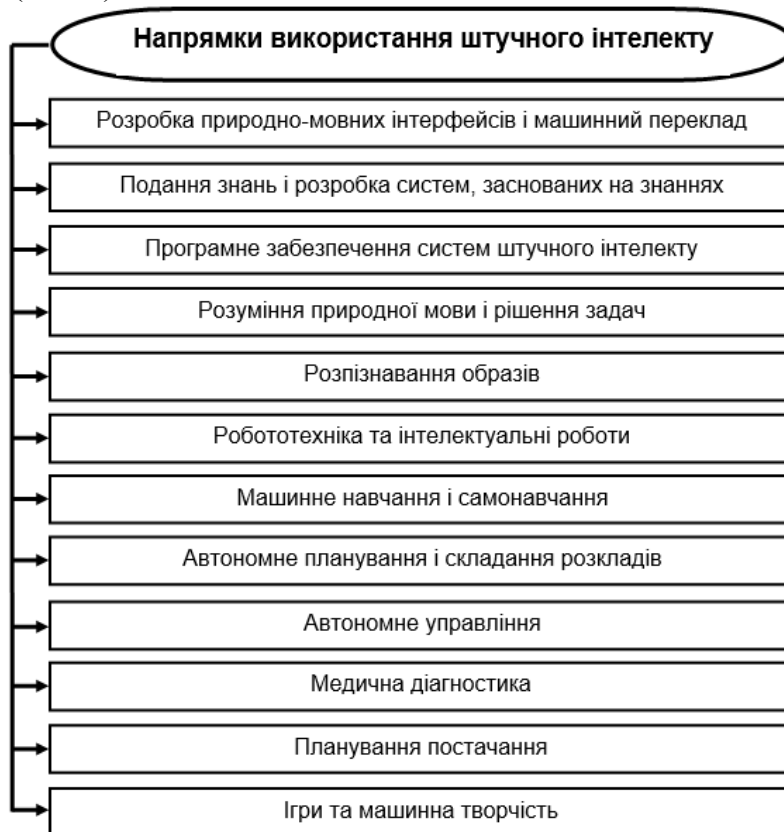 Напрямки використання штучного інтелекту
Розробка природно-мовних інтерфейсів і машинний переклад
Подання знань і розробка систем, заснованих на знаннях
Програмне забезпечення систем штучного інтелекту
Розуміння природної мови і рішення задач
Розпізнавання образів
Робототехніка та інтелектуальні роботи
Машинне навчання і самонавчання
Автономне планування і складання розкладів
Автономне управління
Медична діагностика
Планування постачання
Ігри та машинна творчість